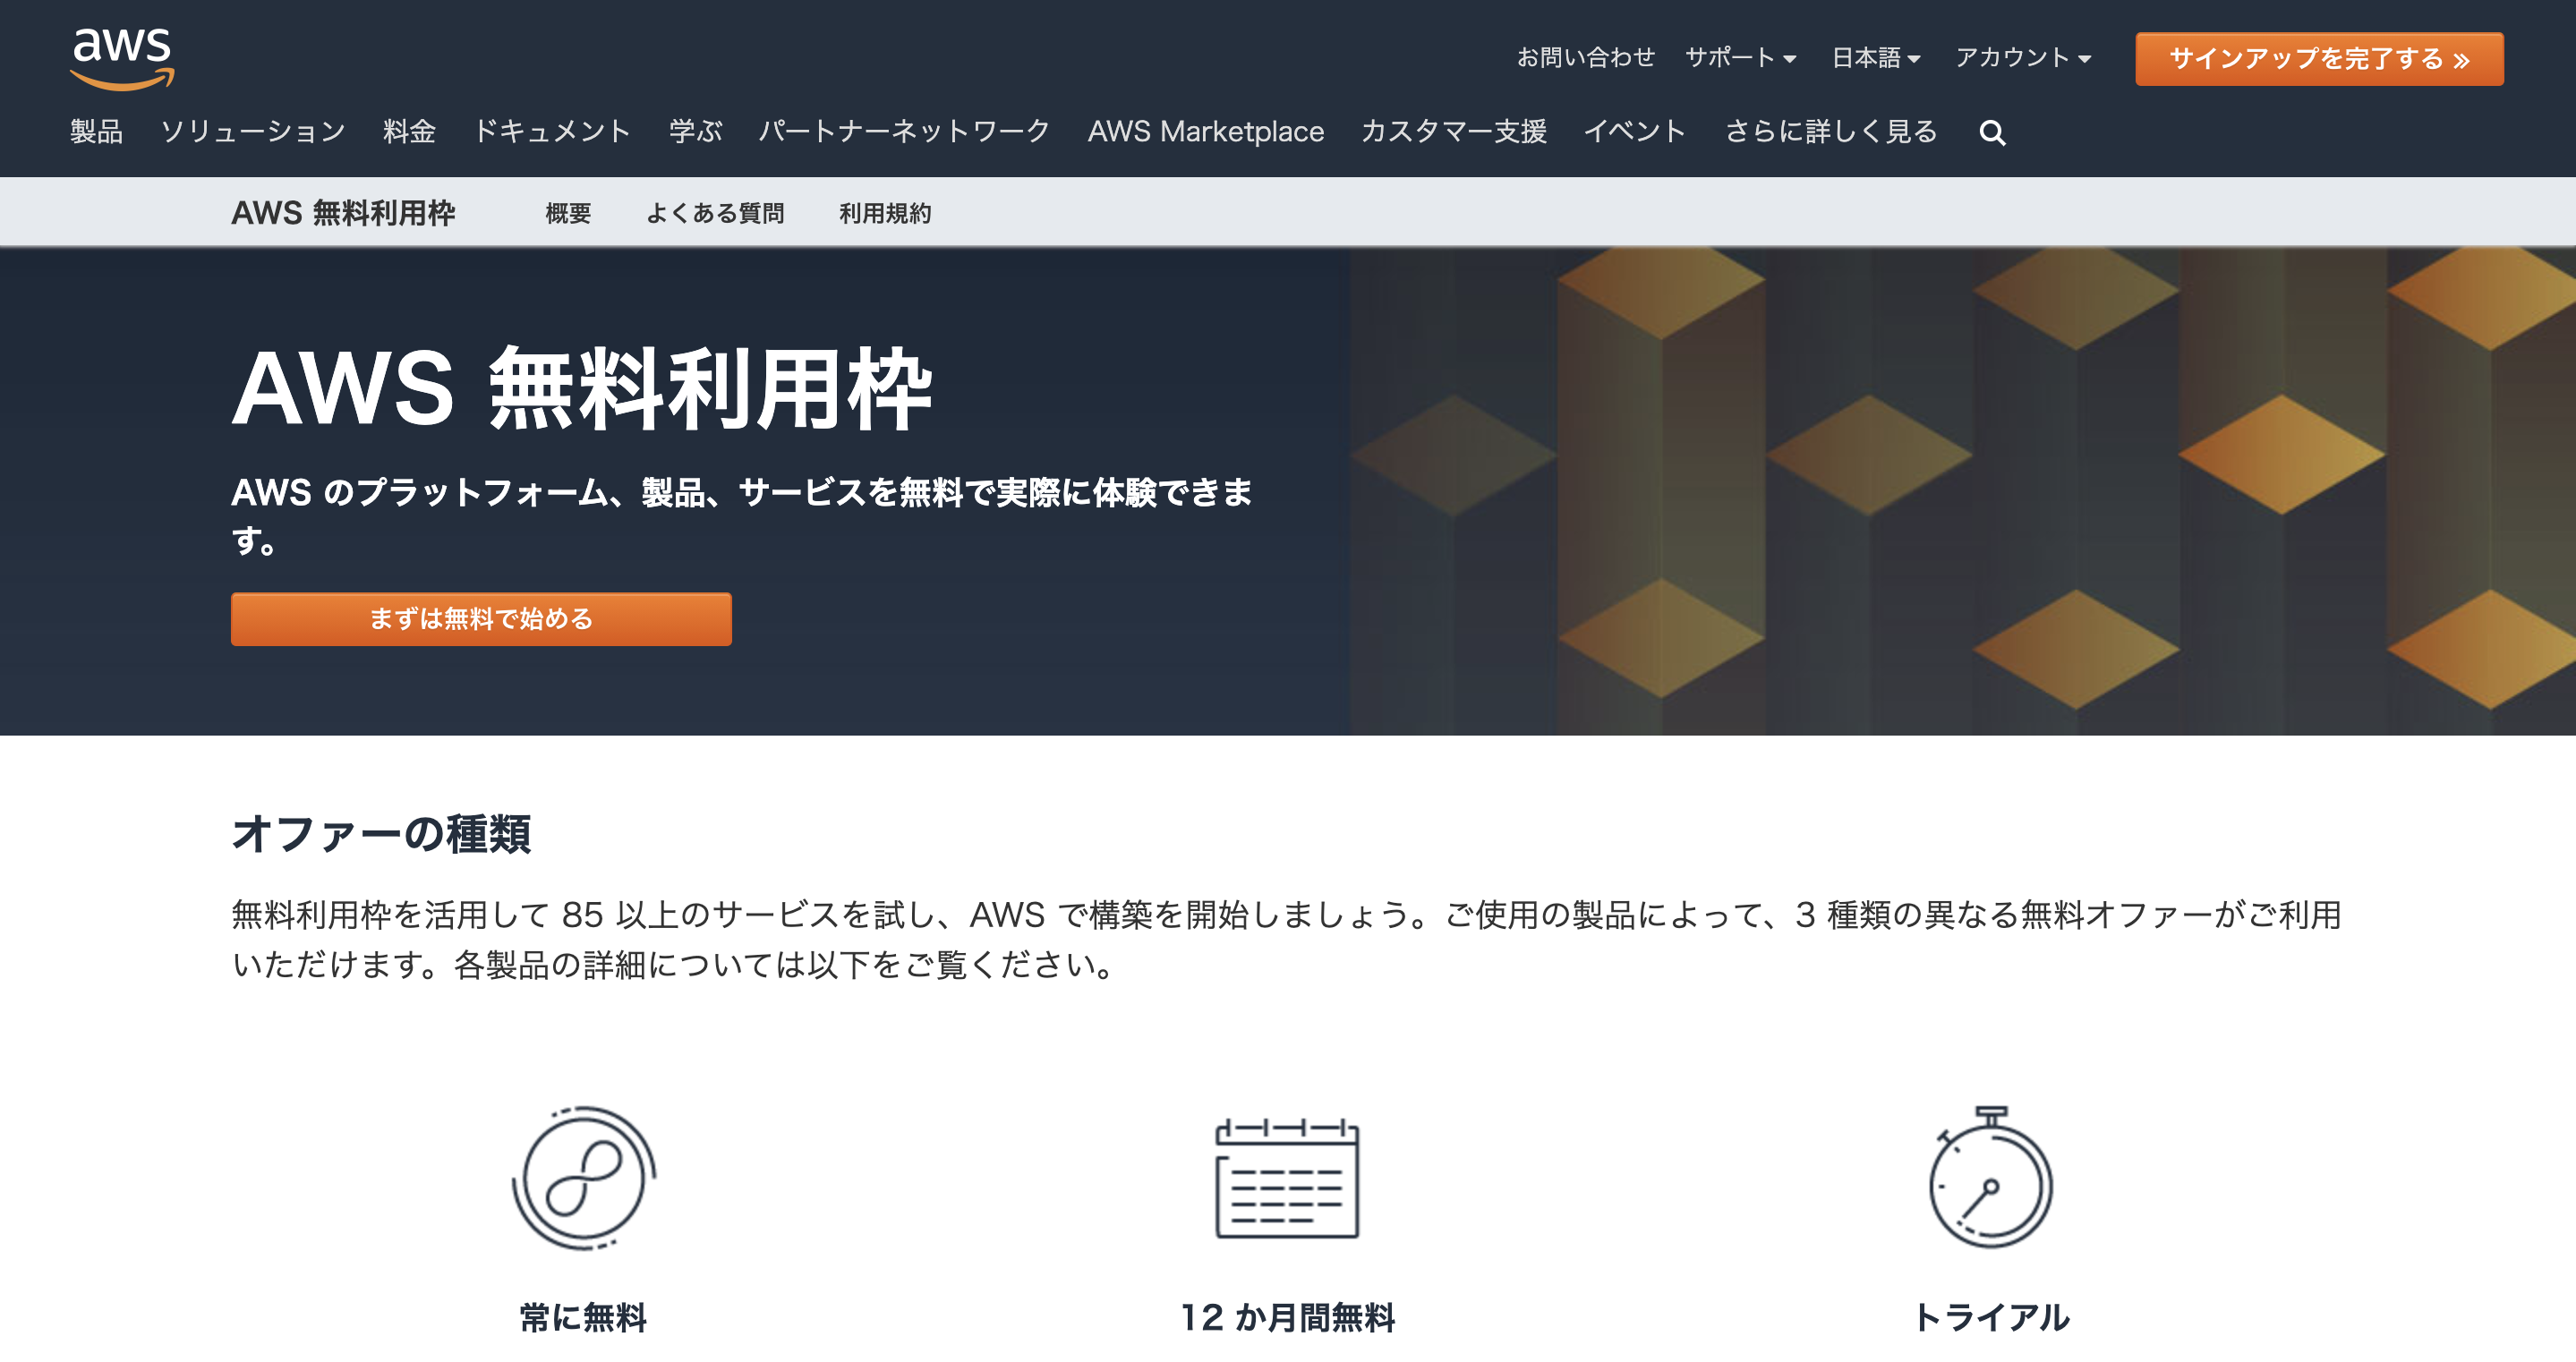 aws
お問い合わせ サポート 日本語 アカウント サインアップを完了する »
製品 ソリューション 料金 ドキュメント 学ぶ パートナーネットワーク AWS Marketplace カスタマー支援 イベント さらに詳しく見る
AWS 無料利用枠 概要 よくある質問 利用規約
AWS 無料利用枠
AWS のプラットフォーム、製品、サービスを無料で実際に体験できま
す。
まずは無料で始める
オファーの種類
無料利用枠を活用して 85 以上のサービスを試し、AWS で構築を開始しましょう。ご使用の製品によって、3 種類の異なる無料オファーがご利用
いただけます。各製品の詳細については以下をご覧ください。
常に無料 12 か月間無料 トライアル